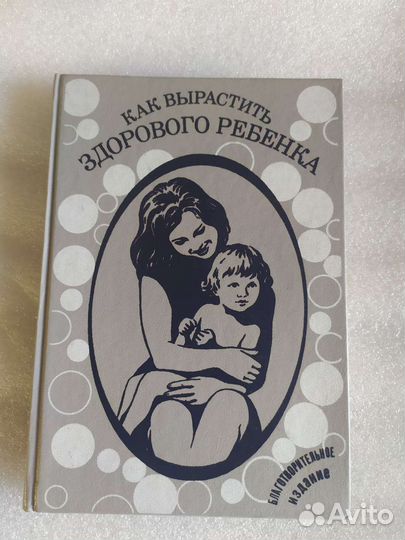 КАК ВЫРАСТИТЬ
ЗДОРОВОГО РЕБЕНКА
БЛАГОТВОРИТЕЛЬНОЕ
ИЗДАНИЕ
Avito